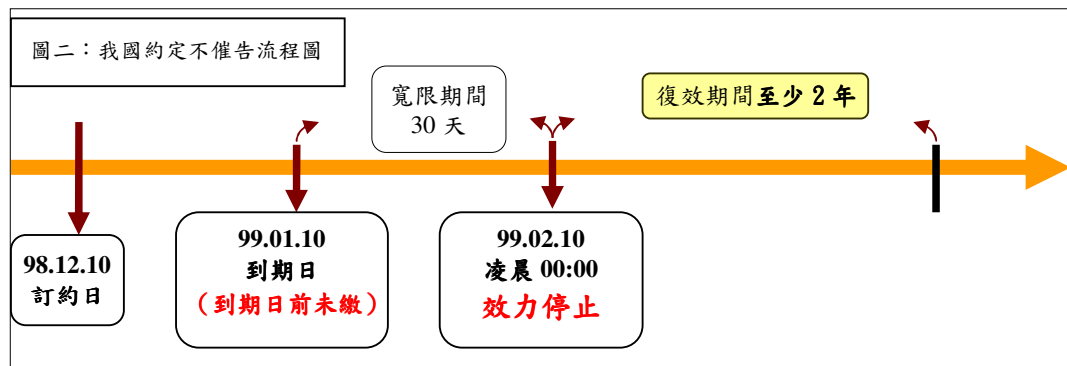 圖二：我國約定不催告流程圖
寬限期間
30 天
復效期間至少 2 年
98.12.10
訂約日
99.01.10
到期日
（到期日前未繳）
99.02.10
凌晨 00:00
效力停止